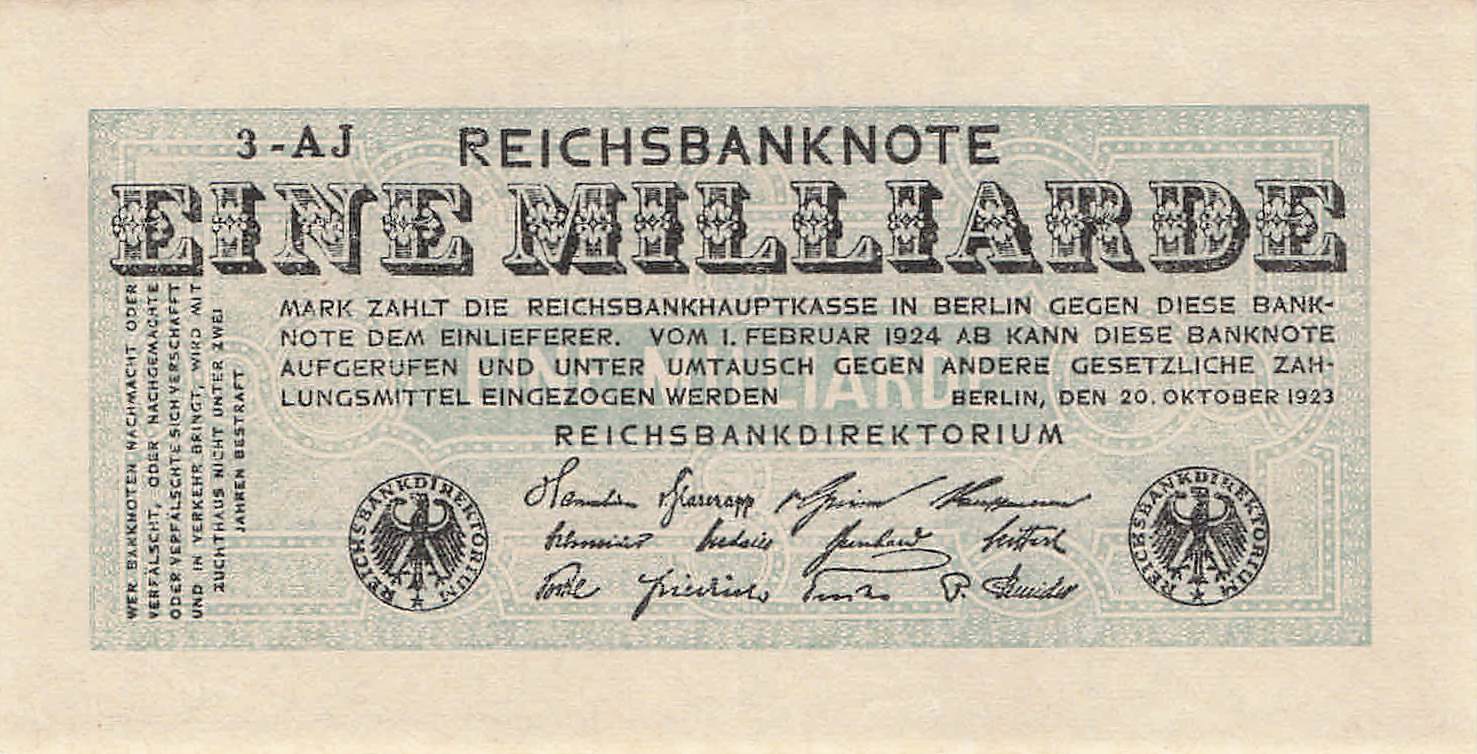 3-AJ REICHSBANKNOTE
EINE MILLIARDE
MARK ZAHLT DIE REICHSBANKHAUPTKASSE IN BERLIN GEGEN DIESE BANK-
NOTE DEM EINLIEFERER. VOM 1. FEBRUAR 1924 AB KANN DIESE BANKNOTE
AUFGERUFEN UND UNTER UMTAUSCH GEGEN ANDERE GESETZLICHE ZAH-
LUNGSMITTEL EINGEZOGEN WERDEN BERLIN, DEN 20. OKTOBER 1923
EINE MILLIARDE
REICHSBANKDIREKTORIUM
WER BANKNOTEN NACHMACHT ODER
VERFÄLSCHT, ODER NACHGEMACHTE
ODER VERFÄLSCHTE SICH VERSCHAFFT
UND IN VERKEHR BRINGT, WIRD MIT
ZUCHTHAUS NICHT UNTER ZWEI
JAHREN BESTRAFT
REICHSBANKDIREKTORIUM
REICHSBANKDIREKTORIUM